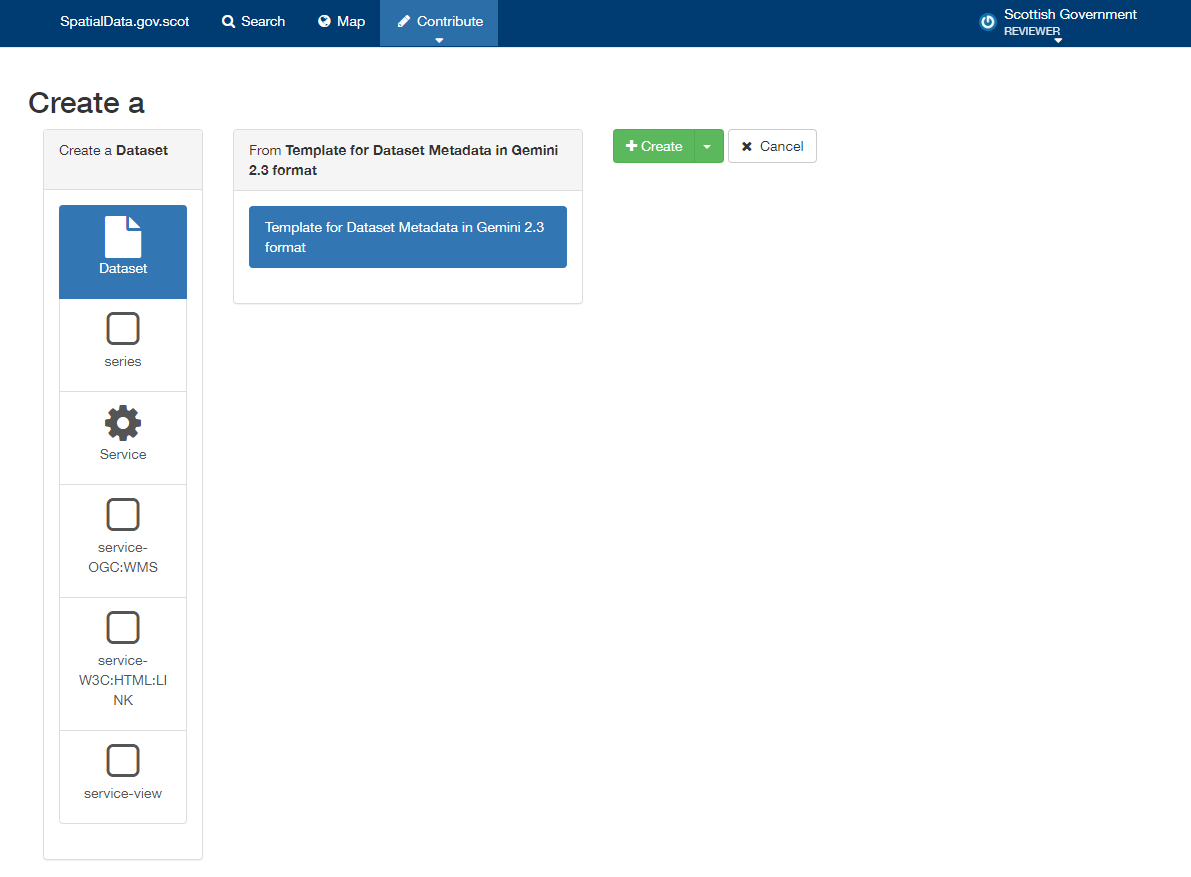 SpatialData.gov.scot
Search
Map
Contribute
Scottish Government
REVIEWER
Create a
Create a Dataset
Dataset
series
Service
service-
OGC:WMS
service-
W3C:HTML:LI
NK
service-view
From Template for Dataset Metadata in Gemini
2.3 format
Template for Dataset Metadata in Gemini 2.3
format
Create
Cancel